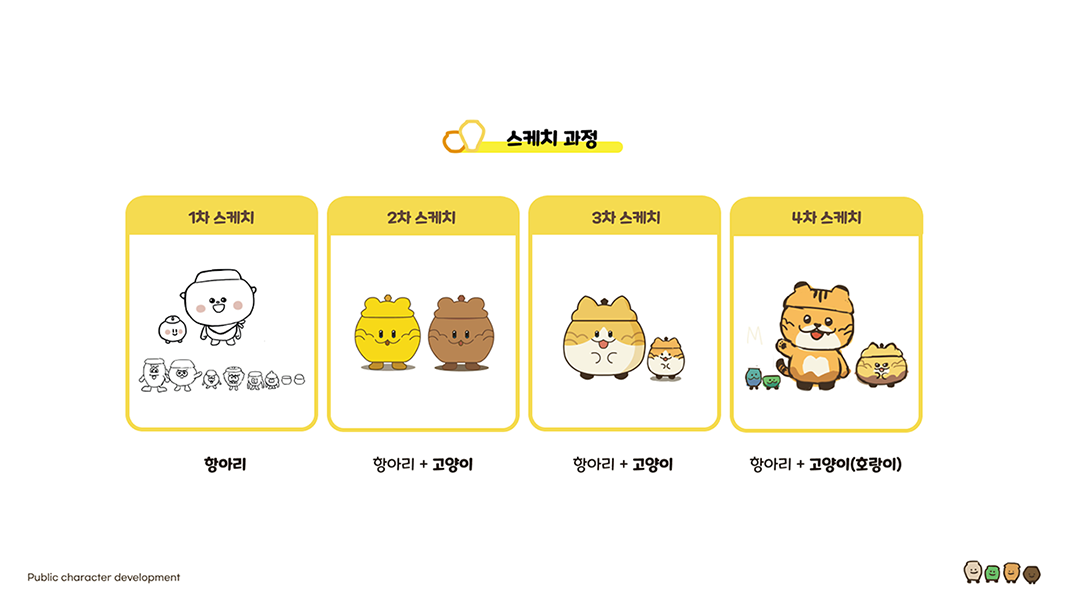 스케치 과정
1차 스케치
2차 스케치
3차 스케치
4차 스케치
항아리
항아리 + 고양이
항아리 + 고양이
항아리 + 고양이(호랑이)
Public character development